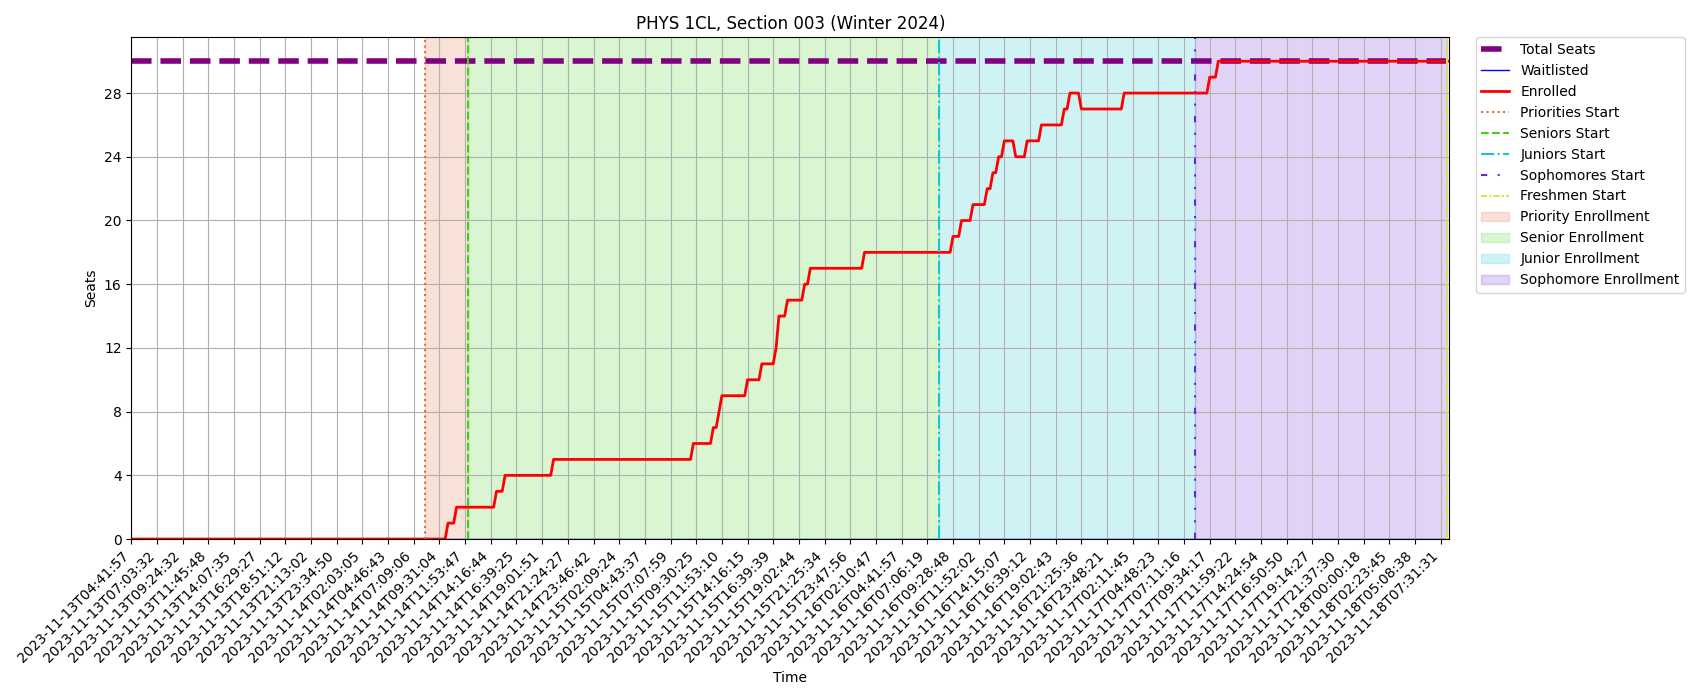 PHYS 1CL, Section 003 (Winter 2024)
Total Seats
Waitlisted
Enrolled
Priorities Start
Seniors Start
Juniors Start
Sophomores Start
Freshmen Start
Priority Enrollment
Senior Enrollment
Junior Enrollment
Sophomore Enrollment
Seats
28
24
20
16
12
8
4
0
2023-11-13T04:41:57
2023-11-13T07:03:32
2023-11-13T09:24:32
2023-11-13T11:45:48
2023-11-13T14:07:35
2023-11-13T16:29:27
2023-11-13T18:51:12
2023-11-13T21:13:02
2023-11-13T23:34:50
2023-11-14T02:03:05
2023-11-14T04:46:43
2023-11-14T07:09:06
2023-11-14T09:31:04
2023-11-14T11:53:47
2023-11-14T14:16:44
2023-11-14T16:39:25
2023-11-14T19:01:51
2023-11-14T21:24:27
2023-11-14T23:46:42
2023-11-15T02:09:24
2023-11-15T04:43:37
2023-11-15T07:07:59
2023-11-15T09:30:25
2023-11-15T11:53:10
2023-11-15T14:16:15
2023-11-15T16:39:39
2023-11-15T19:02:44
2023-11-15T21:25:34
2023-11-15T23:47:56
2023-11-16T02:10:47
2023-11-16T04:41:57
2023-11-16T07:06:19
2023-11-16T09:28:48
2023-11-16T11:52:02
2023-11-16T14:15:07
2023-11-16T16:39:12
2023-11-16T19:02:43
2023-11-16T21:25:36
2023-11-16T23:48:21
2023-11-17T02:11:45
2023-11-17T04:48:23
2023-11-17T07:11:16
2023-11-17T09:34:17
2023-11-17T11:59:22
2023-11-17T14:24:54
2023-11-17T16:50:50
2023-11-17T19:14:27
2023-11-17T21:37:30
2023-11-18T00:00:18
2023-11-18T02:23:45
2023-11-18T05:08:38
2023-11-18T07:31:31
Time